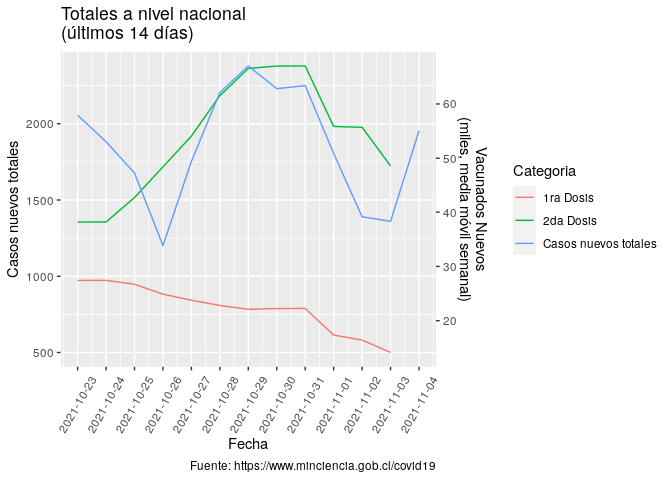 Totales a nivel nacional
(últimos 14 días)
Casos nuevos totales
2000
1500
1000
500
60
50
40
30
20
Vacunados Nuevos
(miles, media móvil semanal)
2021-10-23
2021-10-24
2021-10-25
2021-10-26
2021-10-27
2021-10-28
2021-10-29
2021-10-30
2021-10-31
2021-11-01
2021-11-02
2021-11-03
2021-11-04
Fecha
Fuente: https://www.minciencia.gob.cl/covid19
Categoria
1ra Dosis
2da Dosis
Casos nuevos totales